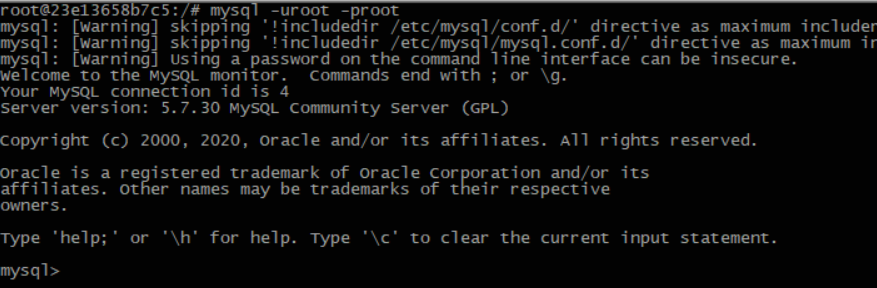 root@23e13658b7c5:/# mysql -uroot -proot
mysql: [Warning] skipping '!includedir /etc/mysql/conf.d/' directive as maximum includer
mysql: [Warning] skipping '!includedir /etc/mysql/mysql.conf.d/' directive as maximum ir
mysql: [Warning] Using a password on the command line interface can be insecure.
Welcome to the MySQL monitor.  Commands end with ; or \g.
Your MySQL connection id is 4
Server version: 5.7.30 MySQL Community Server (GPL)
Copyright (c) 2000, 2020, Oracle and/or its affiliates. All rights reserved.
Oracle is a registered trademark of Oracle Corporation and/or its
affiliates. Other names may be trademarks of their respective
owners.
Type 'help;' or '\h' for help. Type '\c' to clear the current input statement.
mysql>